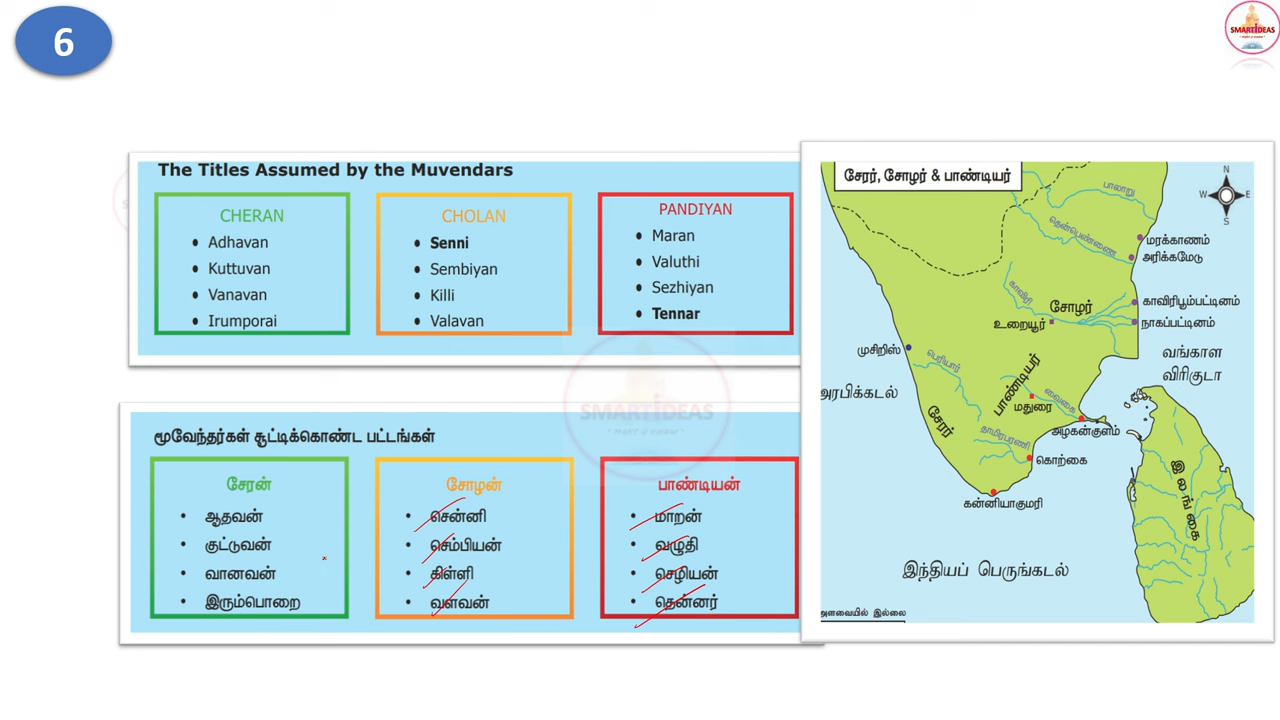 6
SMARTIDEAS
The Titles Assumed by the Muvendars
CHERAN
• Adhavan
• Kuttuvan
• Vanavan
• Irumporai
CHOLAN
• Senni
• Sembiyan
• Killi
• Valavan
PANDIYAN
• Maran
• Valuthi
• Sezhiyan
• Tennar
மூவேந்தர்கள் சூட்டிக்கொண்ட பட்டங்கள்
சேரன்
• ஆதவன்
• குட்டுவன்
• வானவன்
• இரும்பொறை
சோழன்
• சென்னி
• செம்பியன்
• கிள்ளி
• வளவன்
பாண்டியன்
• மாறன்
• வழுதி
• செழியன்
• தென்னர்
SMARTIDEAS
சேரர், சோழர் & பாண்டியர்
N
W E
S
பாலாறு
தென்பெண்ணை
மரக்காணம்
அரிக்கமேடு
காவிரி
சோழர்
காவிரிபூம்பட்டினம்
உறையூர்
நாகப்பட்டினம்
முசிறிஸ்
பெரியார்
வங்காள
விரிகுடா
அரபிக்கடல்
பாண்டியர்
மதுரை
வைகை
சேரர்
அழகன்குளம்
தாமிரபரணி
கொற்கை
கன்னியாகுமரி
இலங்கை
இந்தியப் பெருங்கடல்
அளவையில் இல்லை